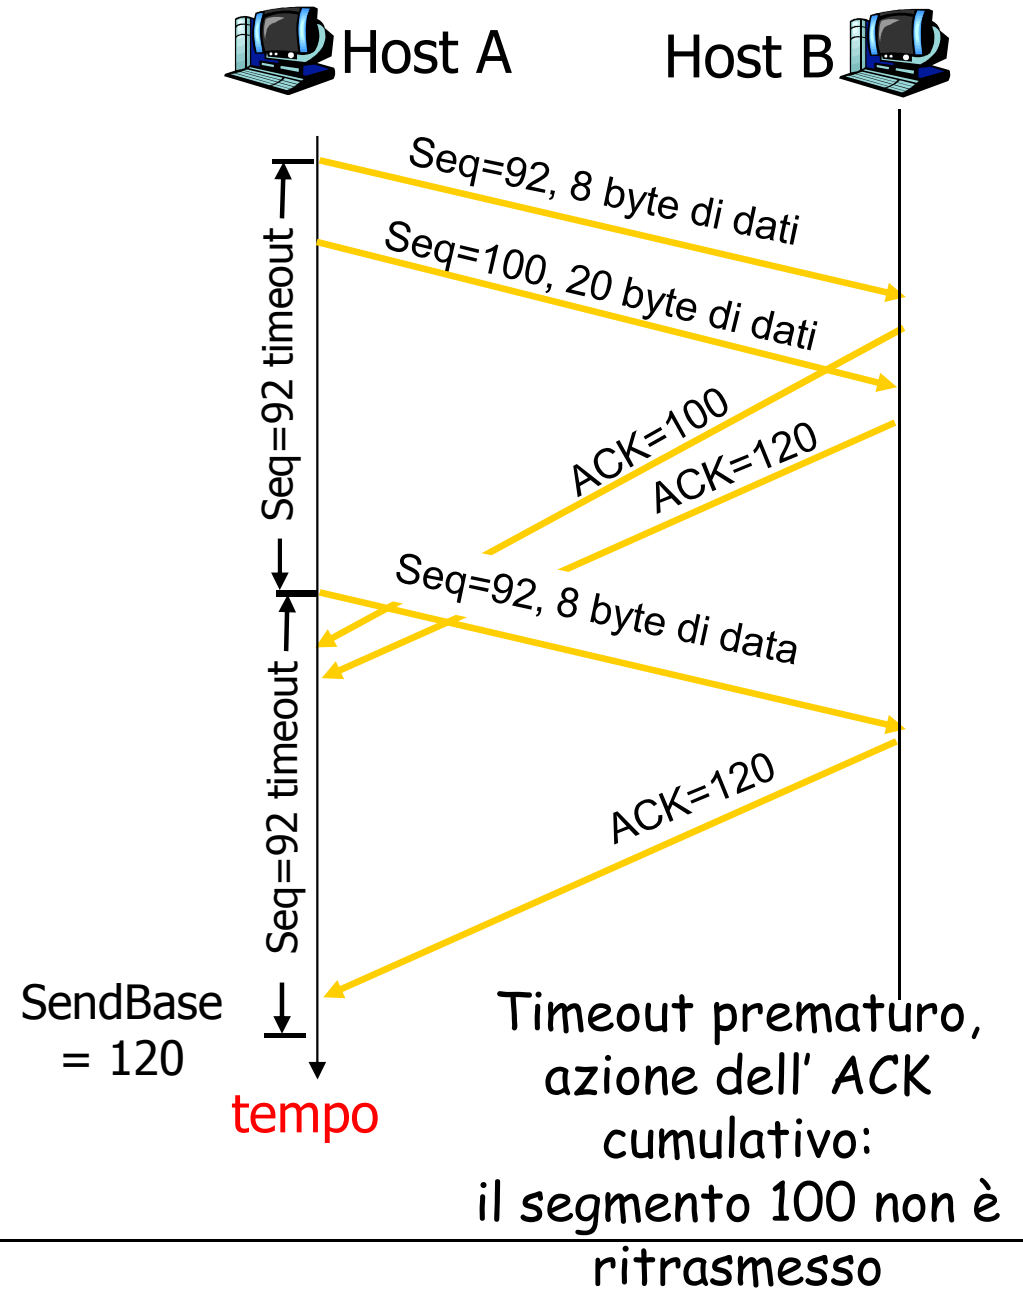 Host A
Host B
Seq=92, 8 byte di dati
Seq=100, 20 byte di dati
Seq=92 timeout
ACK=100
ACK=120
Seq=92, 8 byte di data
Seq=92 timeout
ACK=120
SendBase
= 120
tempo
Timeout prematuro,
azione dell’ ACK
cumulativo:
il segmento 100 non è
ritrasmesso